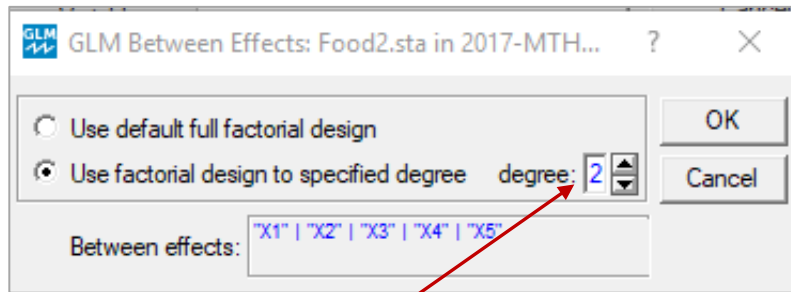 GLM GLM Between Effects: Food2.sta in 2017-MTH... ?
Use default full factorial design
OK
Use factorial design to specified degree degree: 2
Cancel
Between effects: "X1" | "X2" | "X3" | "X4" | "X5"